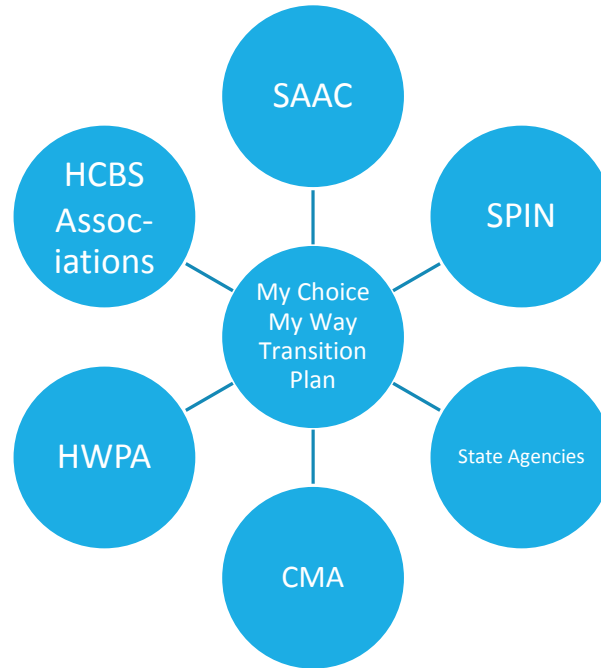 SAAC
HCBS
Assoc-
iations
SPIN
My Choice
My Way
Transition
Plan
HWPA
State Agencies
CMA